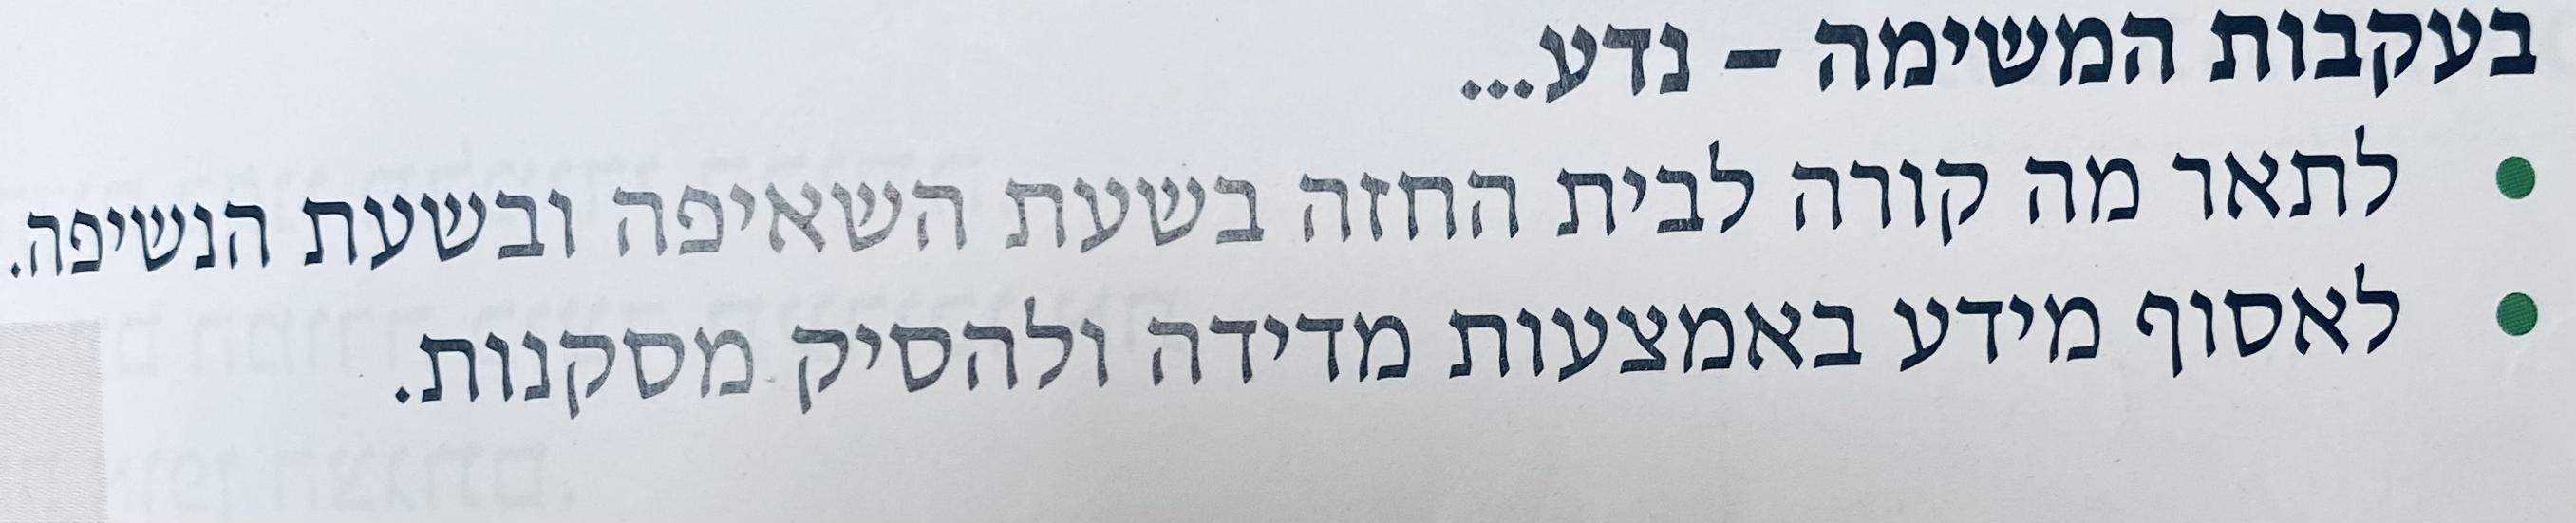 בעקבות המשימה – נדע...
לתאר מה קורה לבית החזה בשעת השאיפה ובשעת הנשיפה.
לאסוף מידע באמצעות מדידה ולהסיק מסקנות.